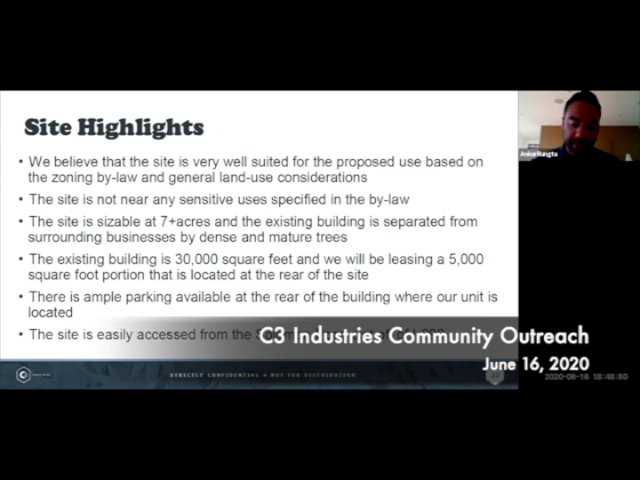 Site Highlights
• We believe that the site is very well suited for the proposed use based on
the zoning by-law and general land-use considerations
• The site is not near any sensitive uses specified in the by-law
• The site is sizable at 7+acres and the existing building is separated from
surrounding businesses by dense and mature trees
• The existing building is 30,000 square feet and we will be leasing a 5,000
square foot portion that is located at the rear of the site
• There is ample parking available at the rear of the building where our unit is
located
• The site is easily accessed from the
C3 Industries Community Outreach
June 16, 2020
STRICTLY CONFIDENTIAL • NOT FOR DISTRIBUTION
22
2020-06-16 18:48:50
Ankur Rungta